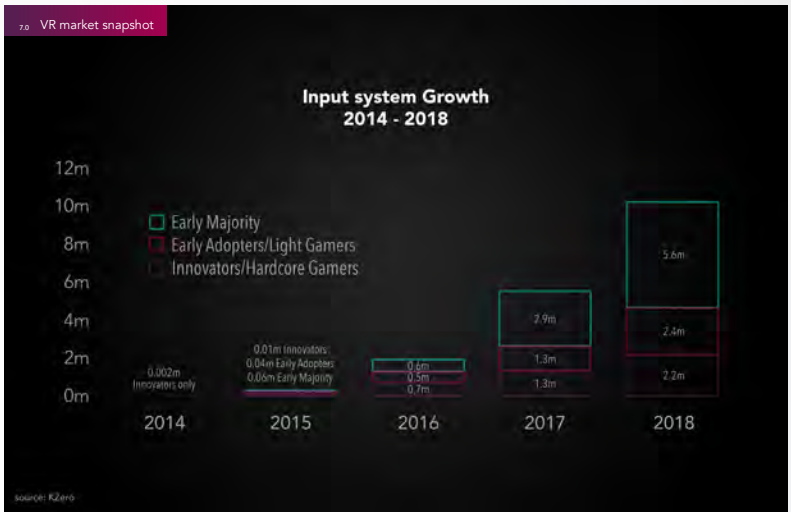 7.0 VR market snapshot
Input system Growth
2014 - 2018
12m
10m
8m
6m
4m
2m
0m
Early Majority
Early Adopters/Light Gamers
Innovators/Hardcore Gamers
0.002m
Innovators only
2014
0.01m Innovators
0.04m Early Adopters
0.06m Early Majority
2015
0.6m
0.5m
0.7m
2016
2.9m
1.3m
1.3m
2017
5.6m
2.4m
2.2m
2018
source: KZero